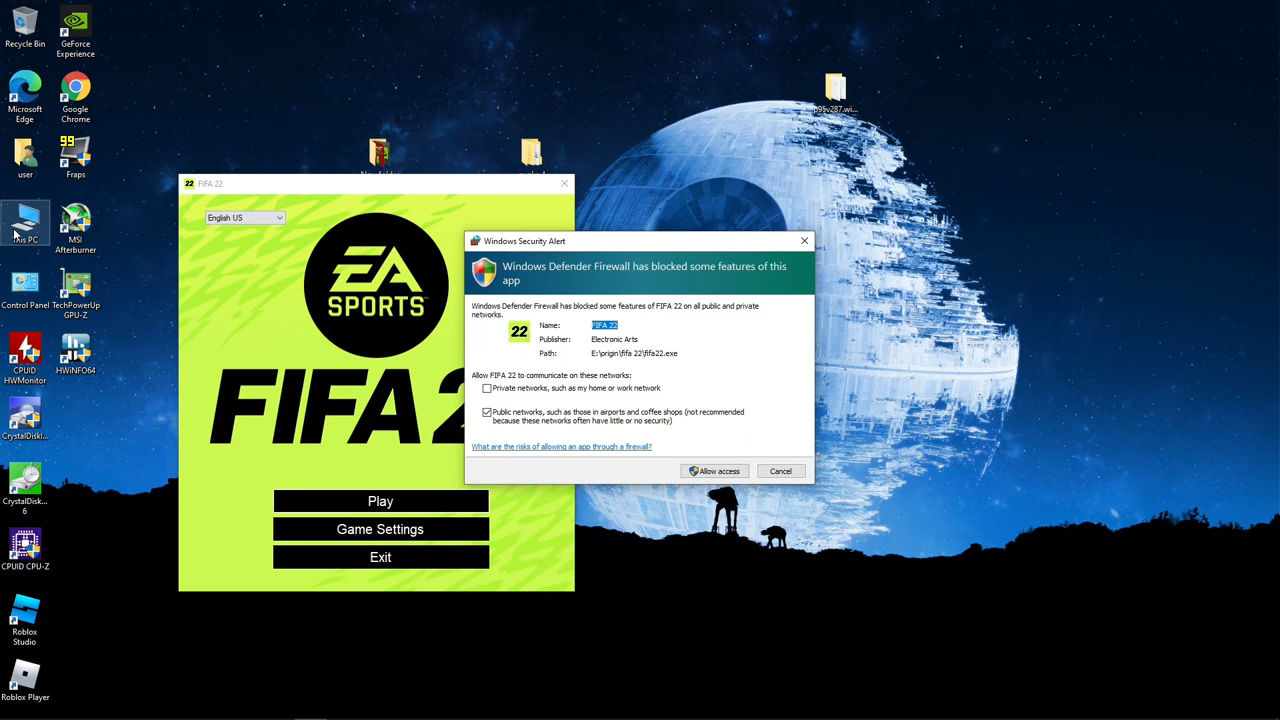 Recycle Bin
GeForce
Experience
Microsoft
Edge
Google
Chrome
user
99
Fraps
This PC
MSI
Afterburner
Control Panel
TechPowerUp
GPU-Z
CPUID
HWMonitor
HWiNFO64
CrystalDiskI...
CrystalDisk...
6
CPUID CPU-Z
Roblox
Studio
Roblox Player
p95v287.wi...
22 FIFA 22
English US
EA
SPORTS
FIFA 2
Play
Game Settings
Exit
Windows Security Alert
Windows Defender Firewall has blocked some features of this
app
Windows Defender Firewall has blocked some features of FIFA 22 on all public and private
networks.
22
Name: FIFA 22
Publisher: Electronic Arts
Path: E:\origin\fifa 22\fifa22.exe
Allow FIFA 22 to communicate on these networks:
Private networks, such as my home or work network
Public networks, such as those in airports and coffee shops (not recommended
because these networks often have little or no security)
What are the risks of allowing an app through a firewall?
Allow access
Cancel